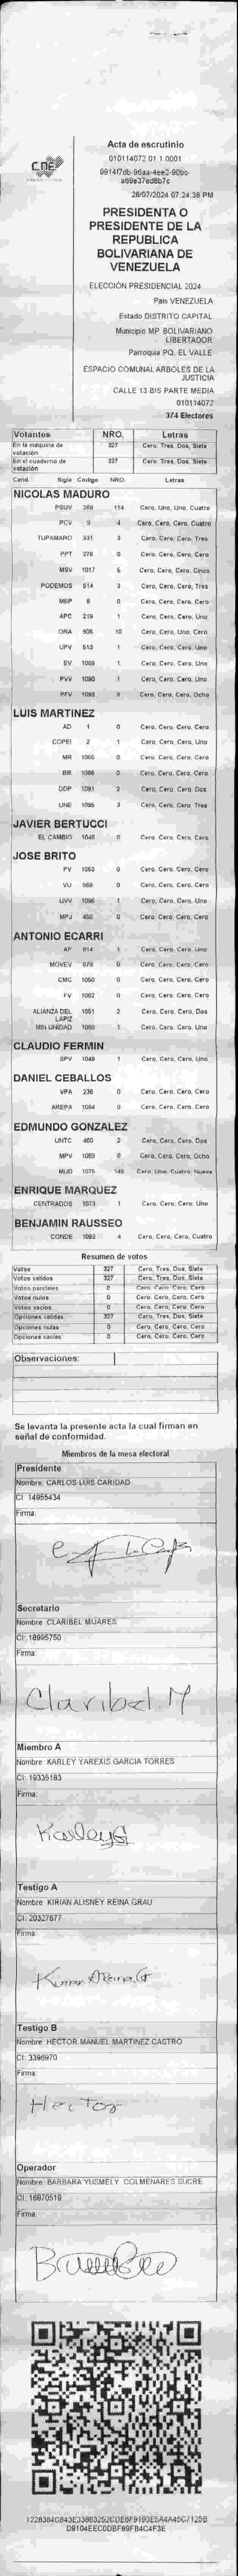 CNE
Acta de escrutinio
010114072.01.1.0001
28/07/2024 07:24:38 PM
PRESIDENTA O
PRESIDENTE DE LA
REPUBLICA
BOLIVARIANA DE
VENEZUELA
ELECCIÓN PRESIDENCIAL 2024
Pais VENEZUELA
Estado DISTRITO CAPITAL
Municipio MP. BOLIVARIANO
LIBERTADOR
Parroquia PQ. EL VALLE
ESPACIO COMUNAL ARBOLES DE LA
JUSTICIA
CALLE 13 BIS PARTE MEDIA
010114072
374 Electores
Votantes NRO. Letras
En la maquina de votación 327 Cero, Tres, Dos, Siete
En el cuaderno de votación 327 Cero, Tres, Dos, Siete
Cand. Sigla Codigo NRO. Letras
NICOLAS MADURO
PSUV 269 114 Cero, Uno, Uno, Cuatro
PCV 9 4 Cero, Cero, Cero, Cuatro
TUPAMARO 331 3 Cero, Cero, Cero, Tres
PPT 278 0 Cero, Cero, Cero, Cero
MSV 1017 5 Cero, Cero, Cero, Cinco
PODEMOS 514 3 Cero, Cero, Cero, Tres
MEP 8 0 Cero, Cero, Cero, Cero
APC 219 1 Cero, Cero, Cero, Uno
ORA 906 10 Cero, Cero, Uno, Cero
UPV 513 1 Cero, Cero, Cero, Uno
EV 1089 1 Cero, Cero, Cero, Uno
PVV 1090 1 Cero, Cero, Cero, Uno
PFV 1093 8 Cero, Cero, Cero, Ocho
LUIS MARTINEZ
AD 1 0 Cero, Cero, Cero, Cero
COPEI 2 1 Cero, Cero, Cero, Uno
MR 1065 0 Cero, Cero, Cero, Cero
BR 1066 0 Cero, Cero, Cero, Cero
DDP 1091 2 Cero, Cero, Cero, Dos
UNE 1095 3 Cero, Cero, Cero, Tres
JAVIER BERTUCCI
EL CAMBIO 1048 0 Cero, Cero, Cero, Cero
JOSE BRITO
PV 1053 0 Cero, Cero, Cero, Cero
VU 868 0 Cero, Cero, Cero, Cero
UVV 1096 1 Cero, Cero, Cero, Uno
MPJ 458 0 Cero, Cero, Cero, Cero
ANTONIO ECARRI
AP 914 1 Cero, Cero, Cero, Uno
MOVEV 978 0 Cero, Cero, Cero, Cero
CMC 1050 0 Cero, Cero, Cero, Cero
FV 1062 0 Cero, Cero, Cero, Cero
ALIANZA DEL LAPIZ 1051 2 Cero, Cero, Cero, Dos
MIN UNIDAD 1069 1 Cero, Cero, Cero, Uno
CLAUDIO FERMIN
SPV 1049 1 Cero, Cero, Cero, Uno
DANIEL CEBALLOS
VPA 236 0 Cero, Cero, Cero, Cero
AREPA 1094 0 Cero, Cero, Cero, Cero
EDMUNDO GONZALEZ
UNTC 460 2 Cero, Cero, Cero, Dos
MPV 1068 8 Cero, Cero, Cero, Ocho
MUD 1075 149 Cero, Uno, Cuatro, Nueve
ENRIQUE MARQUEZ
CENTRADOS 1073 1 Cero, Cero, Cero, Uno
BENJAMIN RAUSSEO
CONDE 1092 4 Cero, Cero, Cero, Cuatro
Resumen de votos
Votos 327 Cero, Tres, Dos, Siete
Votos validos 327 Cero, Tres, Dos, Siete
Votos parciales 0 Cero, Cero, Cero, Cero
Votos nulos 0 Cero, Cero, Cero, Cero
Votos vacios 0 Cero, Cero, Cero, Cero
Opciones validas 327 Cero, Tres, Dos, Siete
Opciones nulas 0 Cero, Cero, Cero, Cero
Opciones vacias 0 Cero, Cero, Cero, Cero
Observaciones:
Se levanta la presente acta la cual firman en
señal de conformidad.
Miembros de la mesa electoral
Presidente
Nombre: CARLOS LUIS CARIDAD
CI: 14955434
Firma:
Secretario
Nombre: CLARIBEL MIJARES
CI: 18995750
Firma:
Claribel. M
Miembro A
Nombre: KARLEY YAREXIS GARCIA TORRES
CI: 19335183
Firma:
Karley G
Testigo A
Nombre: KIRIAN ALISNEY REINA GRAU
CI: 20327677
Firma:
Kirian A Reina. G
Testigo B
Nombre: HECTOR MANUEL MARTINEZ CASTRO
CI: 3396970
Firma:
Hector
Operador
Nombre: BARBARA YUSMELY COLMENARES SUCRE
CI: 16970519
Firma: